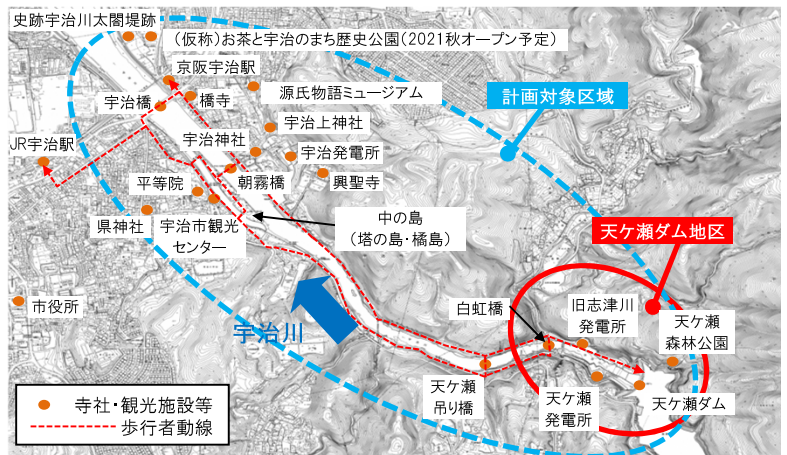 史跡宇治川太閤堤跡
(仮称)お茶と宇治のまち歴史公園(2021秋オープン予定)
京阪宇治駅
源氏物語ミュージアム
計画対象区域
宇治橋
橋寺
宇治上神社
JR宇治駅
宇治神社
宇治発電所
平等院
朝霧橋
興聖寺
県神社
宇治市観光
センター
中の島
(塔の島・橘島)
天ケ瀬ダム地区
市役所
宇治川
白虹橋
旧志津川
発電所
天ケ瀬
森林公園
天ケ瀬
吊り橋
天ケ瀬
発電所
天ケ瀬ダム
寺社・観光施設等
歩行者動線